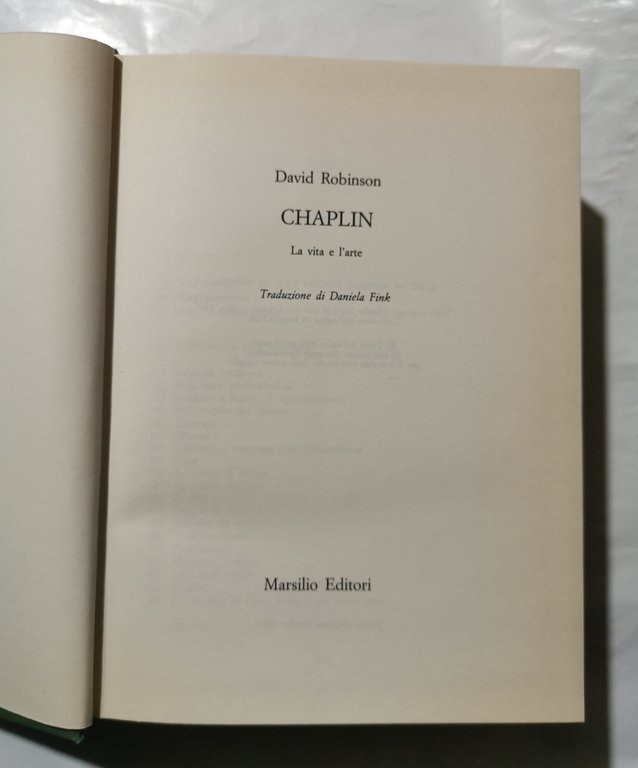 David Robinson
CHAPLIN
La vita e l'arte
Traduzione di Daniela Fink
Marsilio Editori